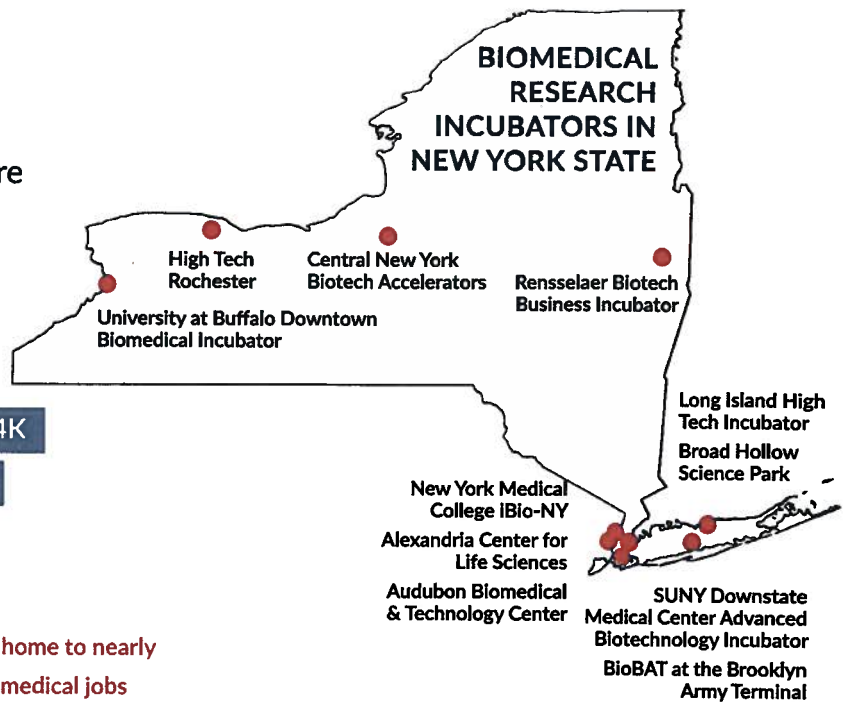 BIOMEDICAL
RESEARCH
INCUBATORS IN
NEW YORK STATE
re
High Tech
Rochester
Central New York
Biotech Accelerators
Rensselaer Biotech
Business Incubator
University at Buffalo Downtown
Biomedical Incubator
4K
Long Island High
Tech Incubator
Broad Hollow
Science Park
New York Medical
College iBio-NY
Alexandria Center for
Life Sciences
Audubon Biomedical
& Technology Center
SUNY Downstate
Medical Center Advanced
Biotechnology Incubator
BioBAT at the Brooklyn
Army Terminal
home to nearly
medical jobs